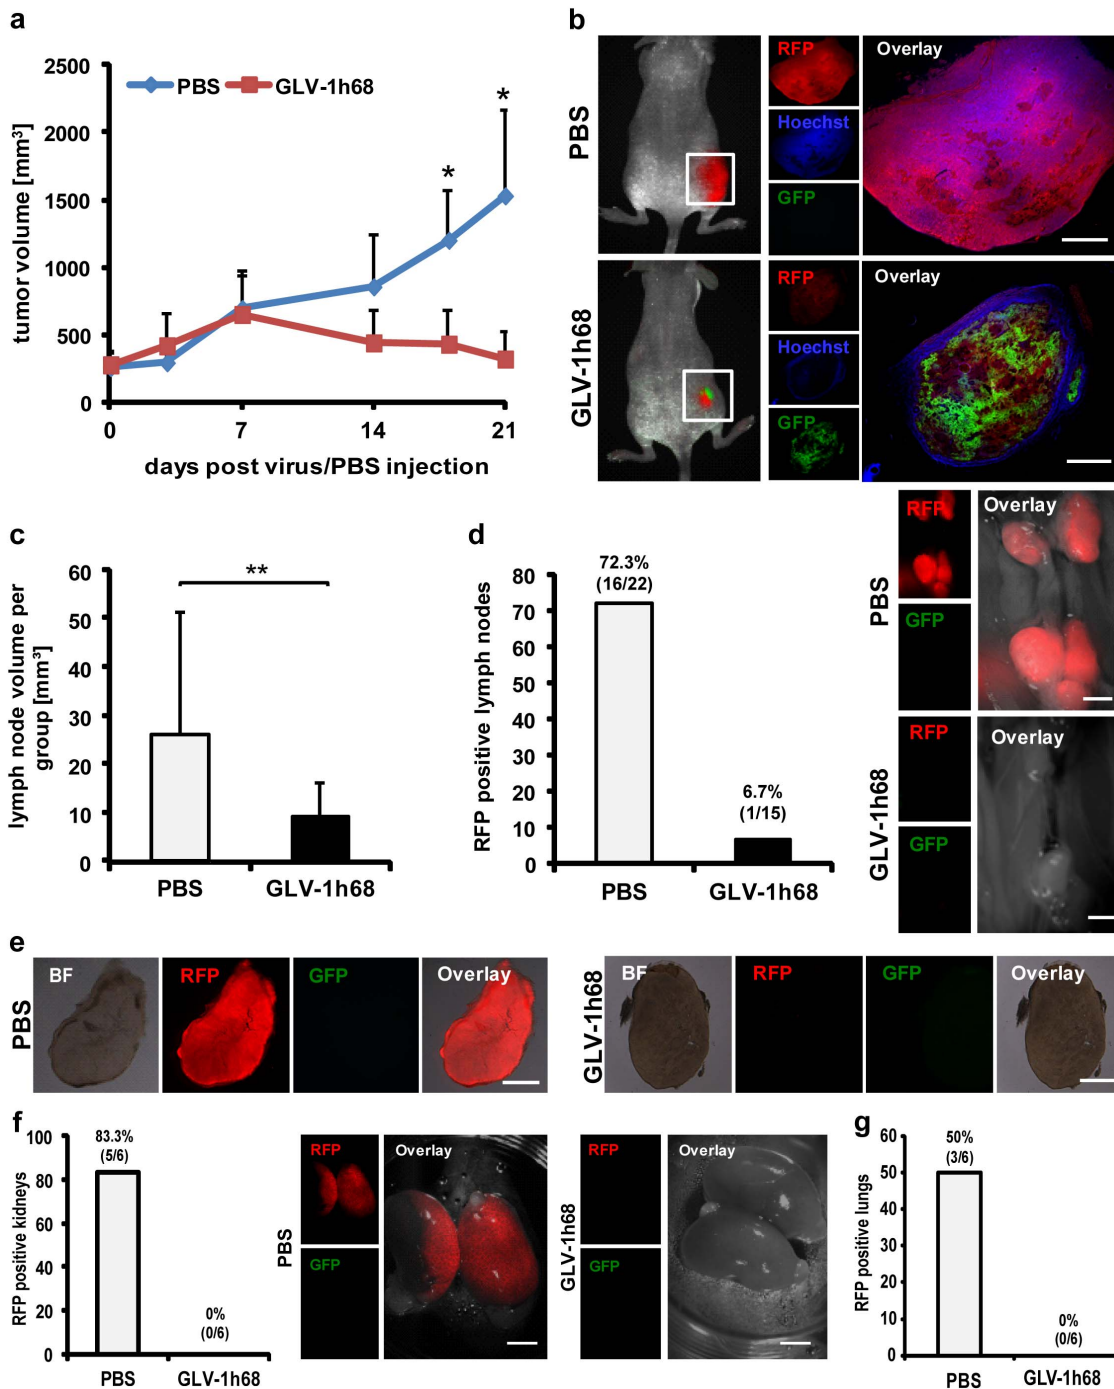 a
2500
2000
1500
1000
500
0
0
7
14
21
PBS
GLV-1h68
*
*
tumor volume [mm³]
days post virus/PBS injection
b
PBS
RFP
Hoechst
GFP
Overlay
GLV-1h68
RFP
Hoechst
GFP
Overlay
c
60
50
40
30
20
10
0
**
lymph node volume per
group [mm³]
PBS
GLV-1h68
d
80
70
60
50
40
30
20
10
0
RFP positive lymph nodes
72.3%
(16/22)
6.7%
(1/15)
PBS
GLV-1h68
PBS
RFP
GFP
Overlay
GLV-1h68
RFP
GFP
Overlay
e
PBS
BF
RFP
GFP
Overlay
GLV-1h68
BF
RFP
GFP
Overlay
f
100
80
60
40
20
0
RFP positive kidneys
83.3%
(5/6)
0%
(0/6)
PBS
GLV-1h68
PBS
RFP
GFP
Overlay
GLV-1h68
RFP
GFP
Overlay
g
60
50
40
30
20
10
0
RFP positive lungs
50%
(3/6)
0%
(0/6)
PBS
GLV-1h68